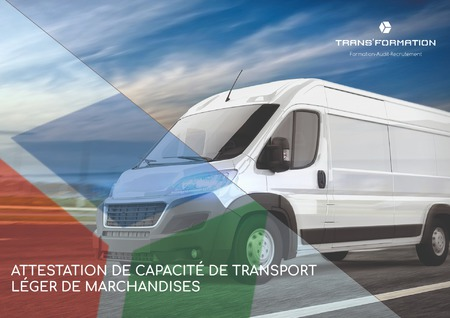 TRANS'FORMATION
Formation-Audit-Recrutement
ATTESTATION DE CAPACITÉ DE TRANSPORT
LÉGER DE MARCHANDISES